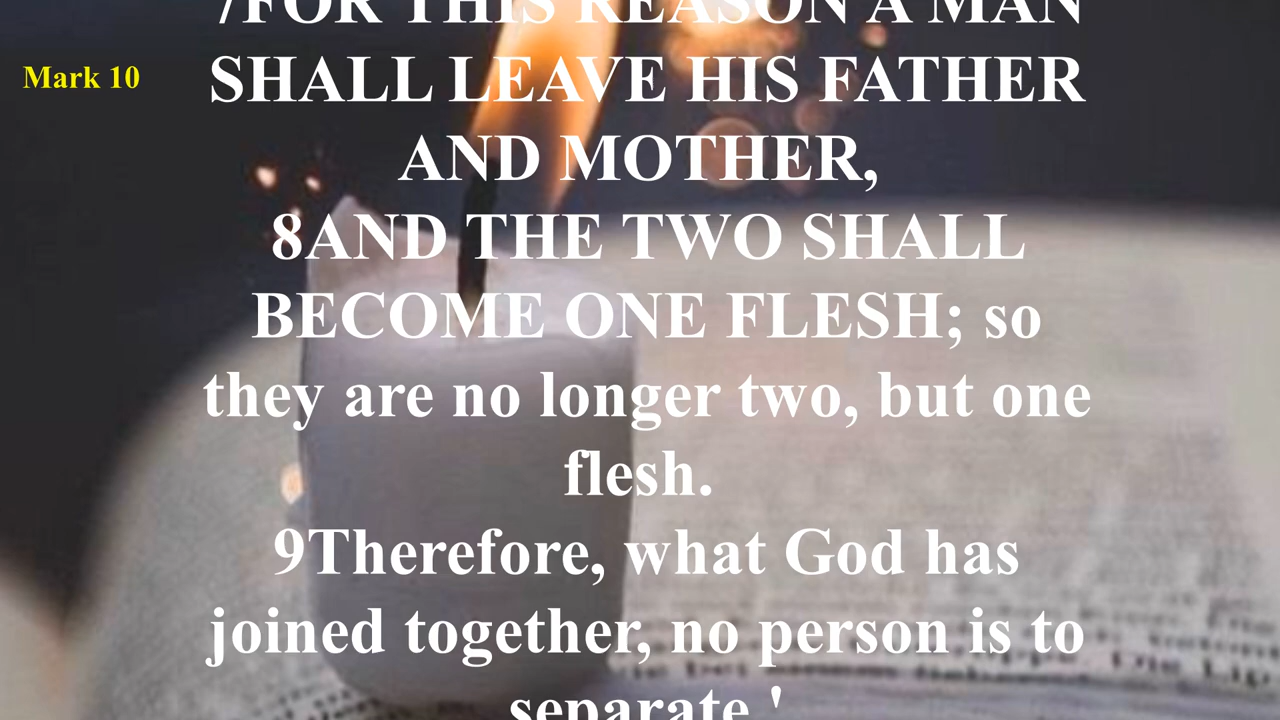 7FOR THIS REASON A MAN
Mark 10
SHALL LEAVE HIS FATHER
AND MOTHER,
8AND THE TWO SHALL
BECOME ONE FLESH; so
they are no longer two, but one
flesh.
9Therefore, what God has
joined together, no person is to
separate.'